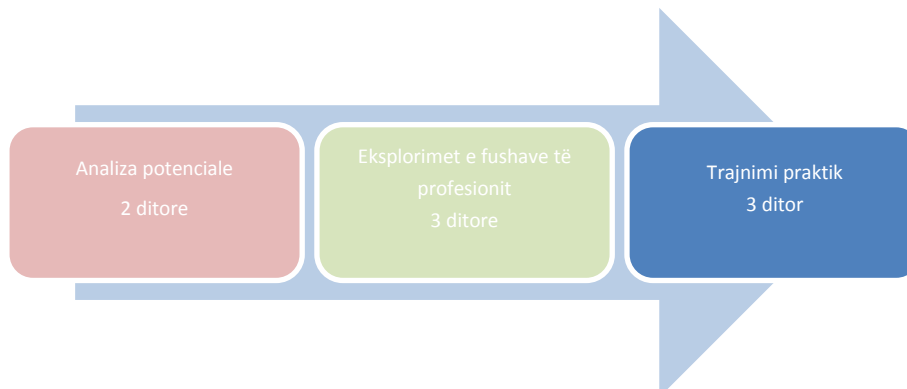 Analiza potenciale
2 ditore
Eksplorimet e fushave të
profesionit
3 ditore
Trajnimi praktik
3 ditor